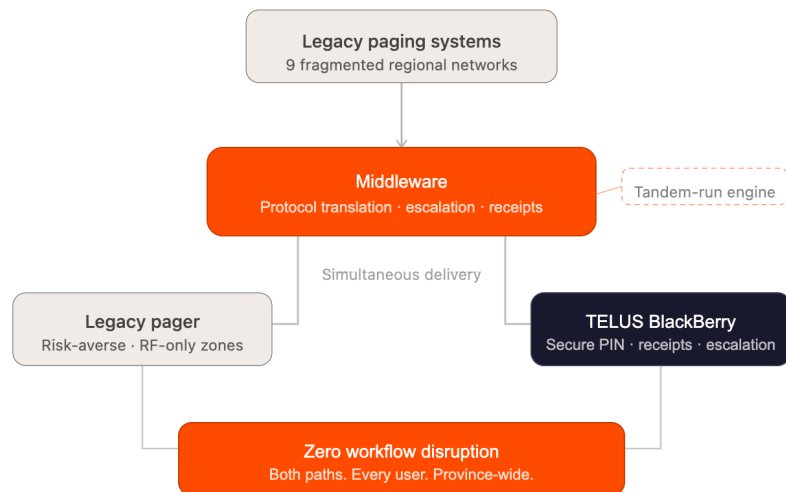 Legacy paging systems
9 fragmented regional networks
Middleware
Protocol translation · escalation · receipts
Tandem-run engine
Simultaneous delivery
Legacy pager
Risk-averse · RF-only zones
TELUS BlackBerry
Secure PIN · receipts · escalation
Zero workflow disruption
Both paths. Every user. Province-wide.